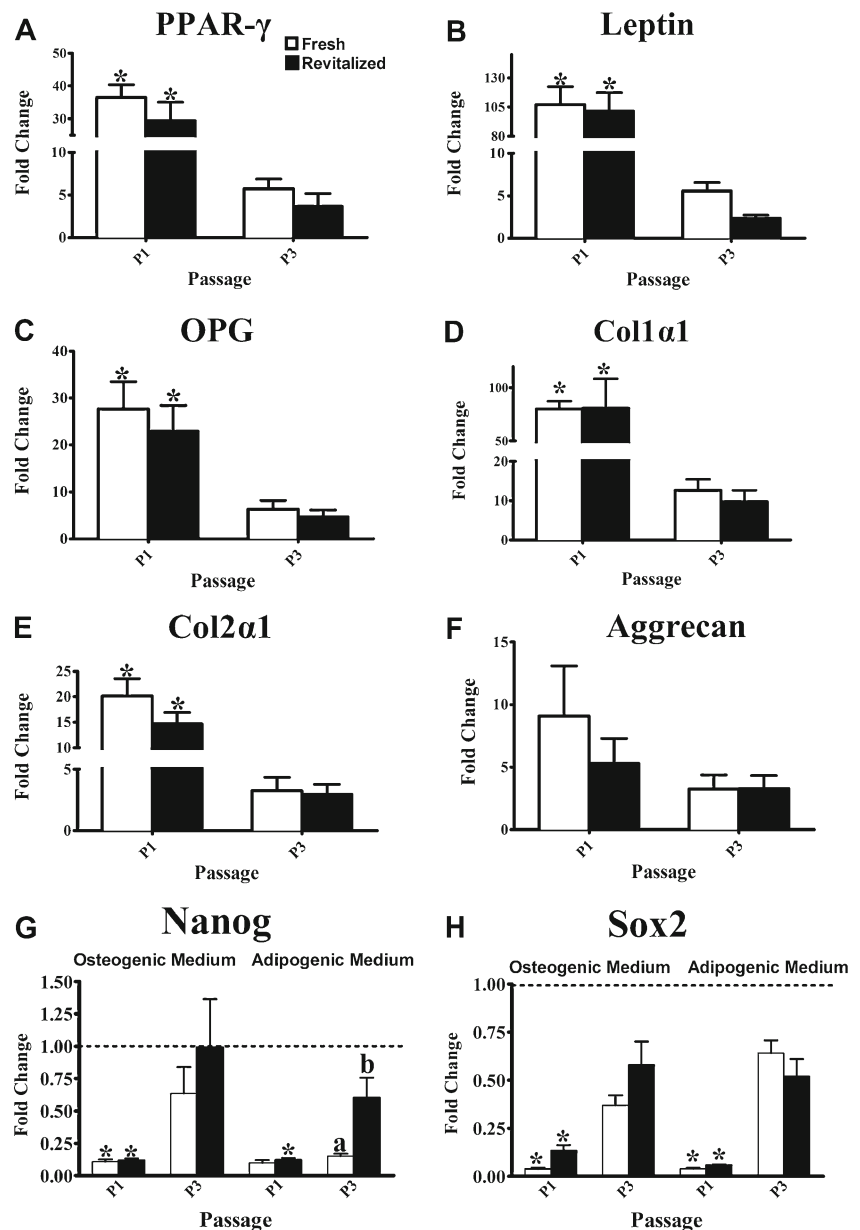 A
PPAR-γ
Fresh
Revitalized
Fold Change
50
40
30
10
5
0
*
*
P1
P3
Passage
B
Leptin
Fold Change
130
105
80
10
5
0
*
*
P1
P3
Passage
C
OPG
Fold Change
40
30
20
10
0
*
*
P1
P3
Passage
D
Col1α1
Fold Change
100
50
20
10
0
*
*
P1
P3
Passage
E
Col2α1
Fold Change
25
20
15
10
5
0
*
*
P1
P3
Passage
F
Aggrecan
Fold Change
15
10
5
0
P1
P3
Passage
G
Nanog
Osteogenic Medium Adipogenic Medium
Fold Change
1.50
1.25
1.00
0.75
0.50
0.25
0.00
* * * a b
P1 P3 P1 P3
Passage
H
Sox2
Osteogenic Medium Adipogenic Medium
Fold Change
1.00
0.75
0.50
0.25
0.00
* * * *
P1 P3 P1 P3
Passage